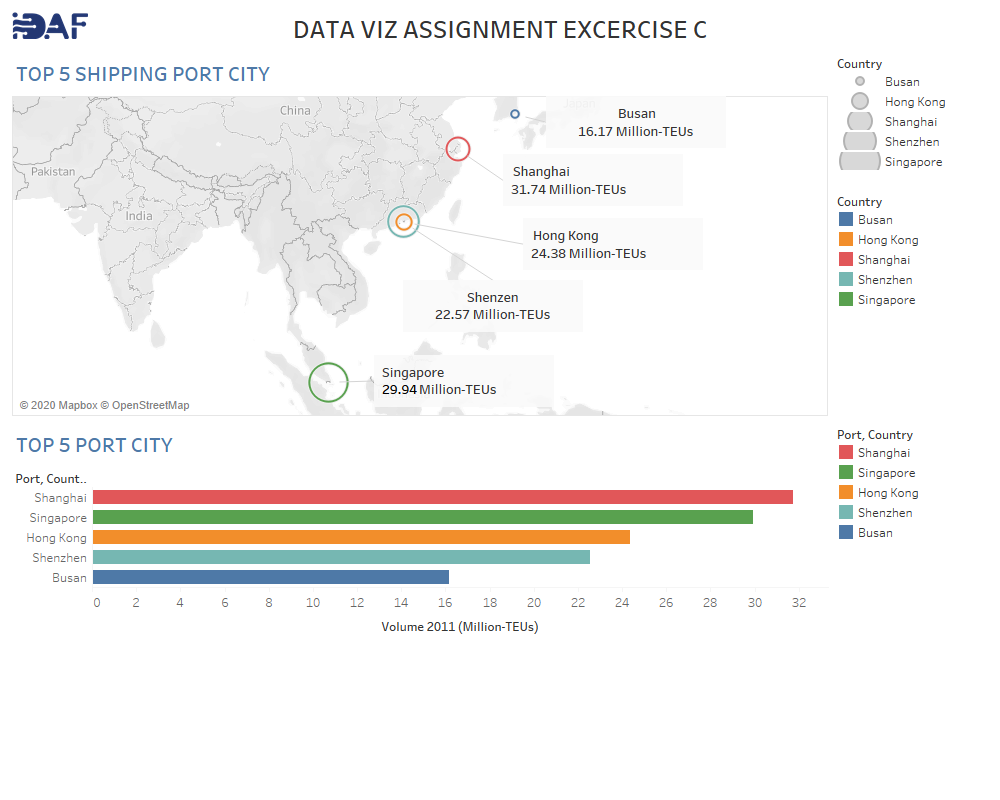 iDAF
DATA VIZ ASSIGNMENT EXCERCISE C
TOP 5 SHIPPING PORT CITY
China
Pakistan
India
Japan
Busan
16.17 Million-TEUs
Shanghai
31.74 Million-TEUs
Hong Kong
24.38 Million-TEUs
Shenzen
22.57 Million-TEUs
Singapore
29.94 Million-TEUs
© 2020 Mapbox © OpenStreetMap
Country
Busan
Hong Kong
Shanghai
Shenzhen
Singapore
Country
Busan
Hong Kong
Shanghai
Shenzhen
Singapore
TOP 5 PORT CITY
Port, Count..
Shanghai
Singapore
Hong Kong
Shenzhen
Busan
0 2 4 6 8 10 12 14 16 18 20 22 24 26 28 30 32
Volume 2011 (Million-TEUs)
Port, Country
Shanghai
Singapore
Hong Kong
Shenzhen
Busan